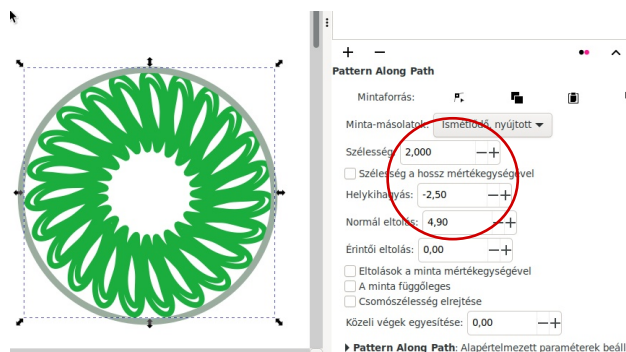 Pattern Along Path
Mintaforrás:
Minta-másolatok: Ismétlődő, nyújtott
Szélesség: 2,000
Szélesség a hossz mértékegységével
Helykihagyás: -2,50
Normál eltolás: 4,90
Érintői eltolás: 0,00
Eltolások a minta mértékegységével
A minta függőleges
Csomószélesség elrejtése
Közeli végek egyesítése: 0,00
Pattern Along Path: Alapértelmezett paraméterek beáll